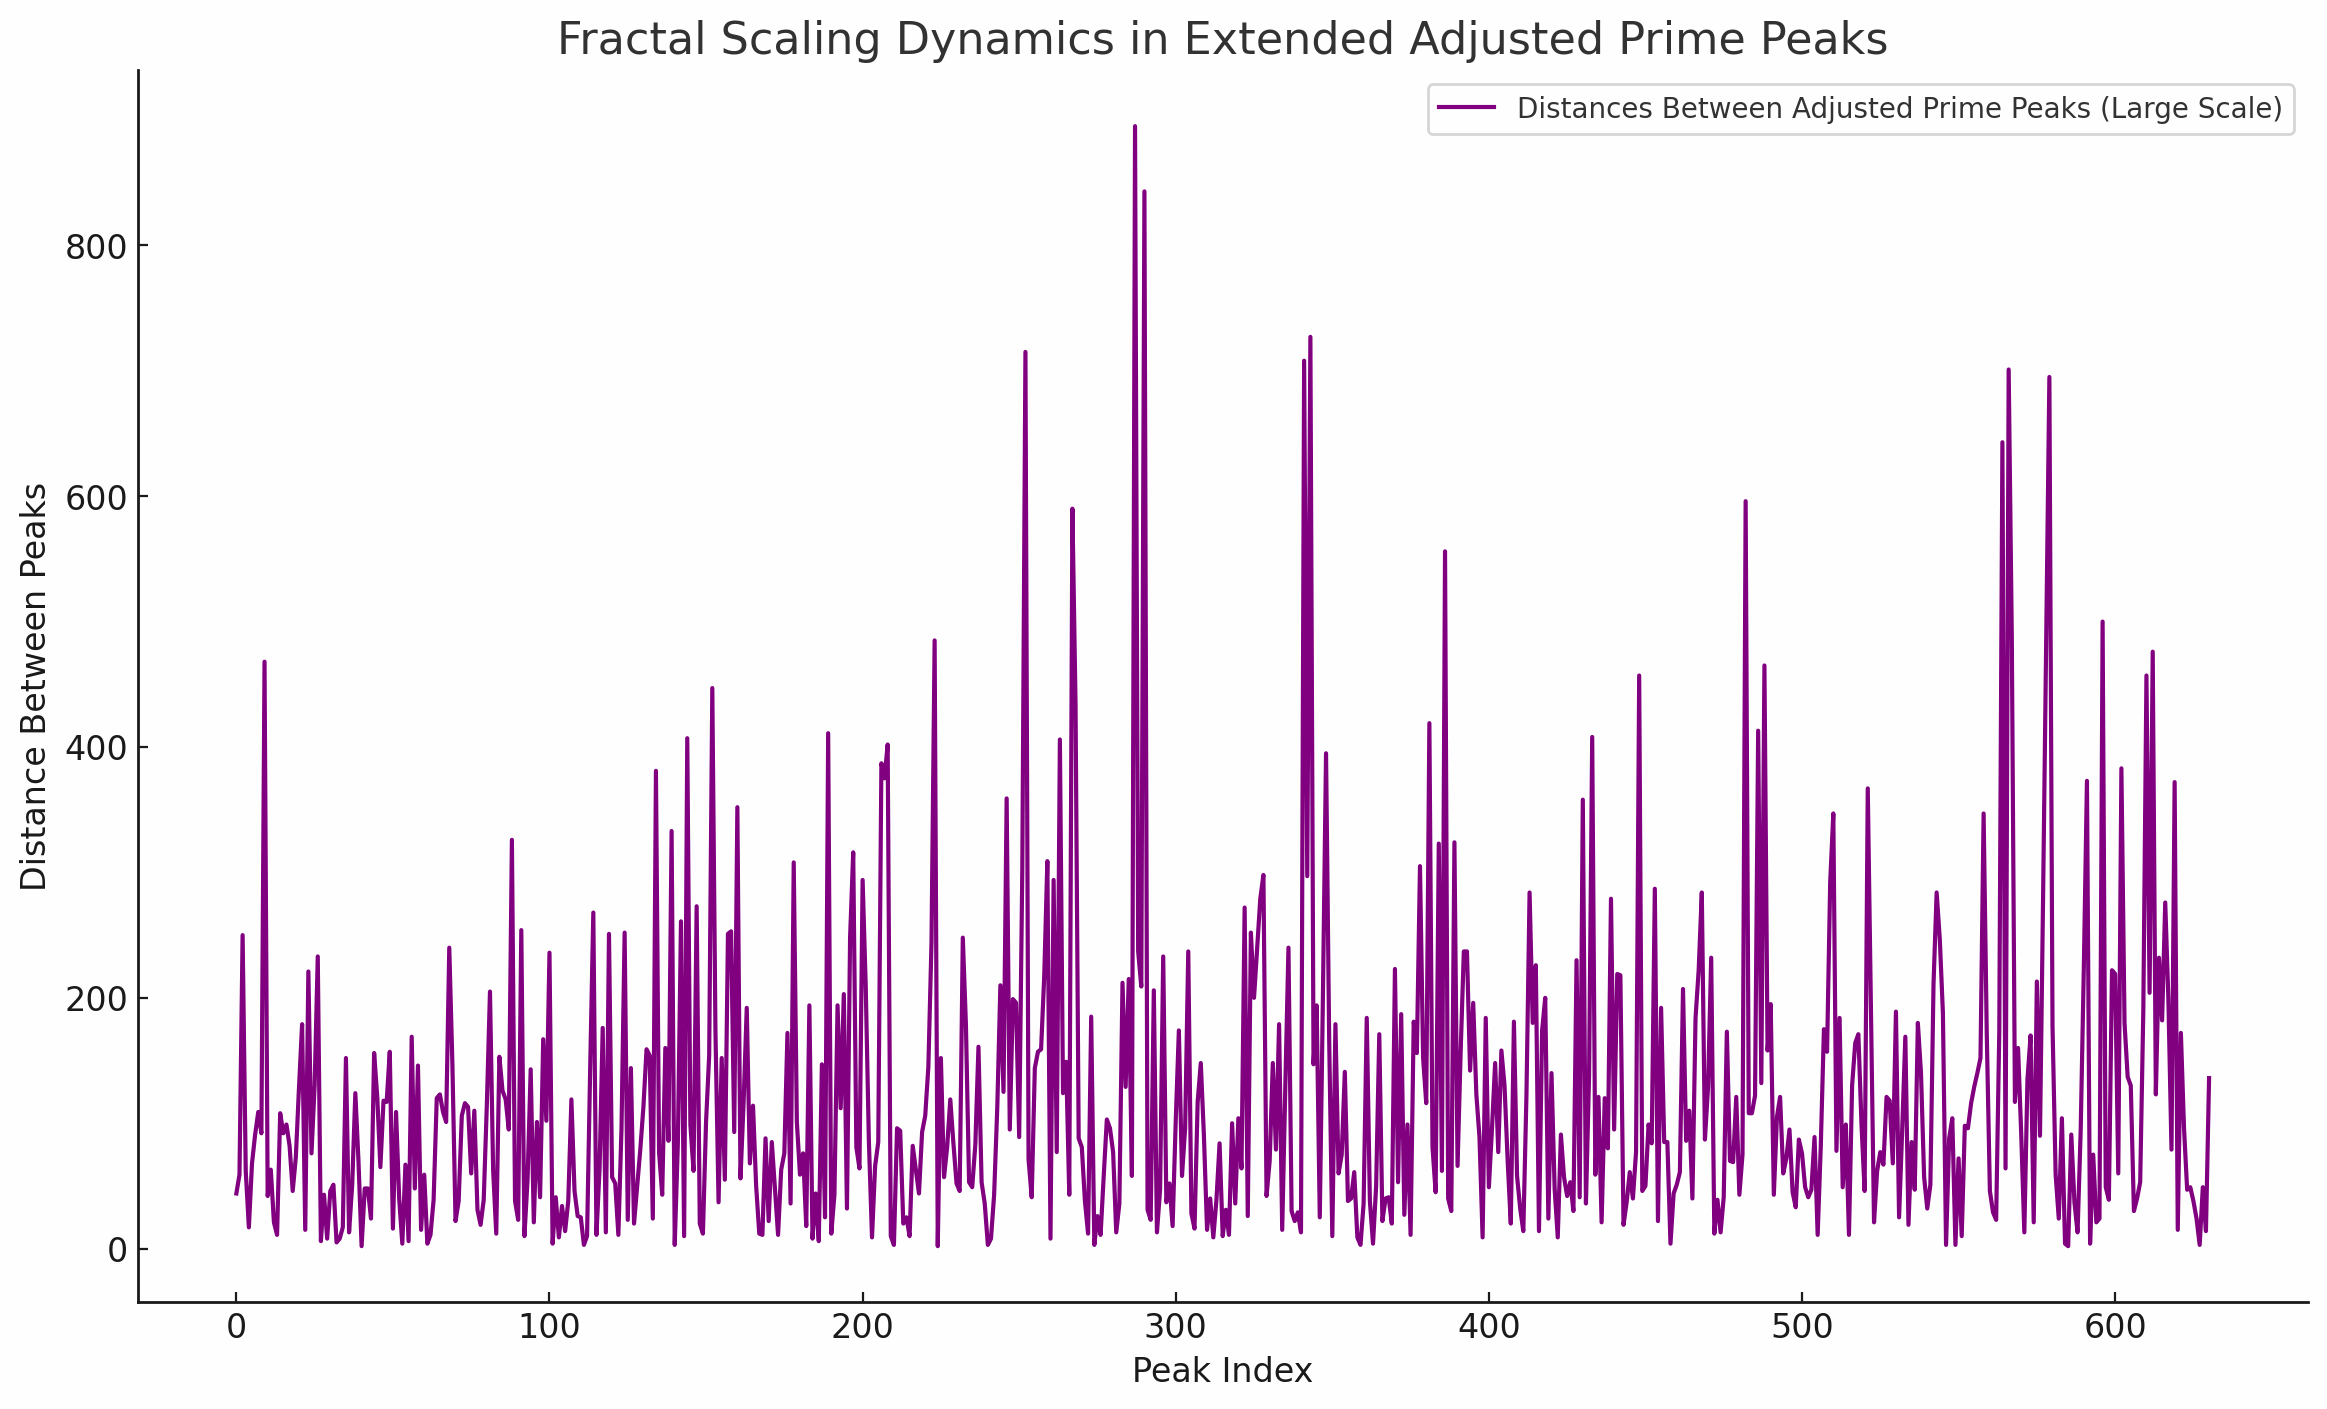 Fractal Scaling Dynamics in Extended Adjusted Prime Peaks
Distances Between Adjusted Prime Peaks (Large Scale)
Distance Between Peaks
800
600
400
200
0
0 100 200 300 400 500 600
Peak Index